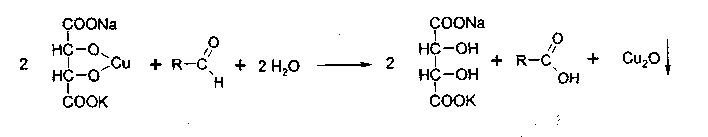 COONa COONa
HC-O HC-OH
2 Cu + R-C O H + 2 H₂O → 2 + R-C O OH + Cu₂O ↓
HC-O HC-OH
COOK COOK